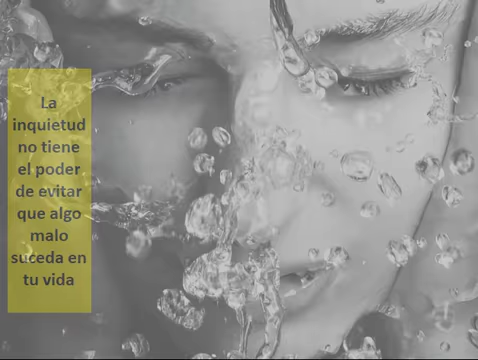 La
inquietud
no tiene
el poder
de evitar
que algo
malo
suceda en
tu vida